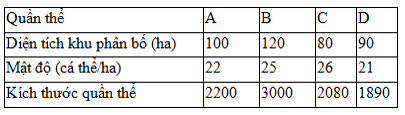 Quần thể A B C D
Diện tích khu phân bố (ha) 100 120 80 90
Mật độ (cá thể/ha) 22 25 26 21
Kích thước quần thể 2200 3000 2080 1890